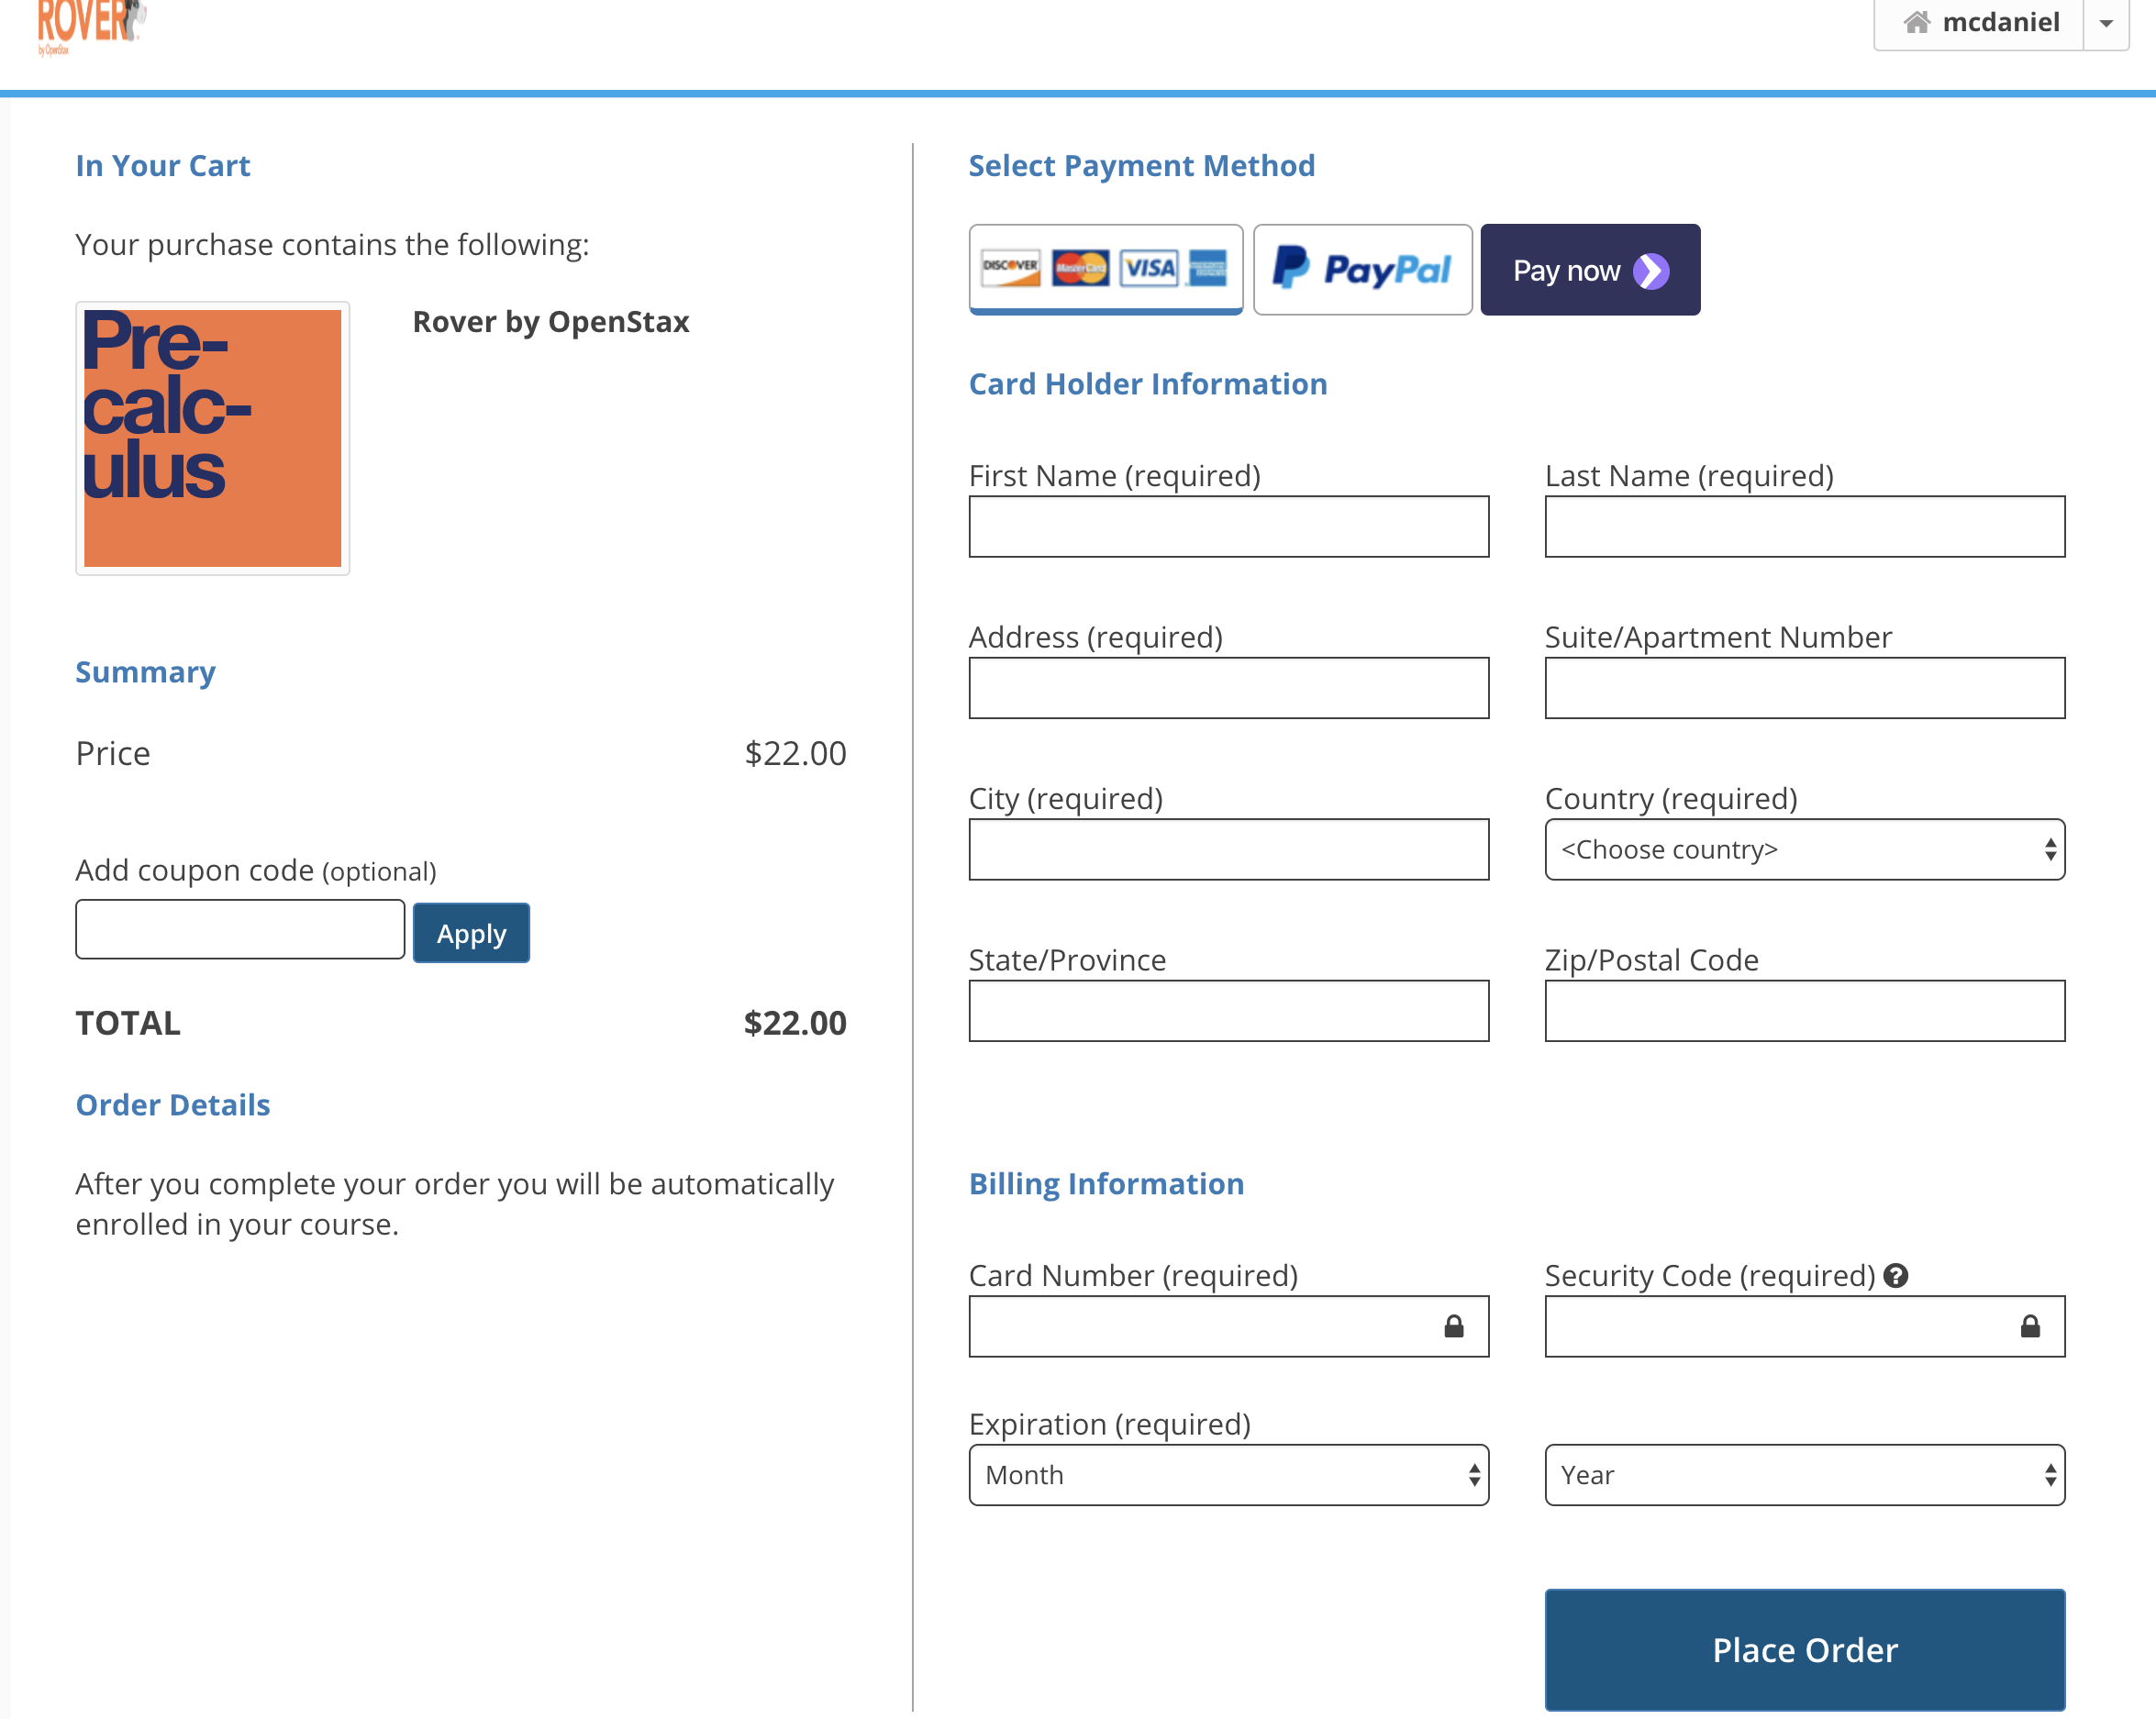 ROVER
by OpenStax
mcdaniel
In Your Cart
Your purchase contains the following:
Pre-
calc-
ulus
Rover by OpenStax
Summary
Price $22.00
Add coupon code (optional)
Apply
TOTAL $22.00
Order Details
After you complete your order you will be automatically
enrolled in your course.
Select Payment Method
DISCOVER MasterCard VISA PayPal Pay now
Card Holder Information
First Name (required) Last Name (required)
Address (required) Suite/Apartment Number
City (required) Country (required)
<Choose country>
State/Province Zip/Postal Code
Billing Information
Card Number (required) Security Code (required) ?
Expiration (required)
Month Year
Place Order